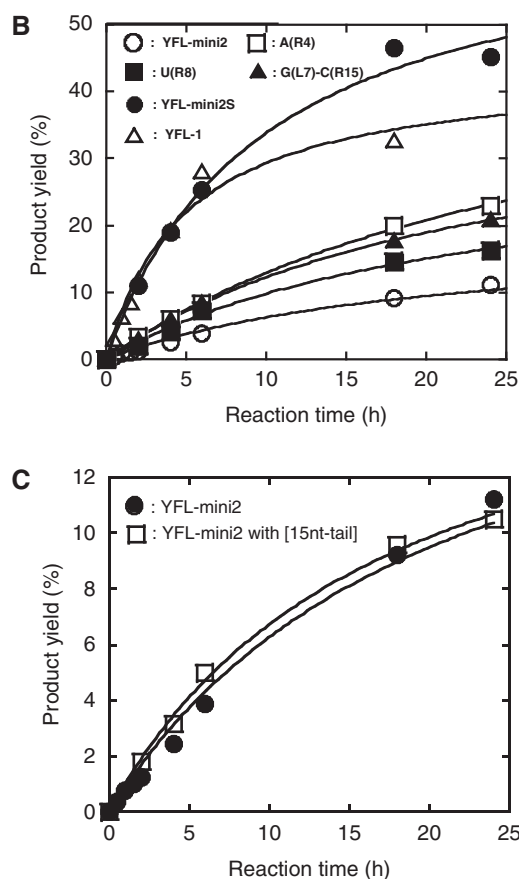 B
: YFL-mini2
: A(R4)
: U(R8)
: G(L7)-C(R15)
: YFL-mini2S
: YFL-1
Product yield (%)
50
40
30
20
10
0
0 5 10 15 20 25
Reaction time (h)
C
: YFL-mini2
: YFL-mini2 with [15nt-tail]
Product yield (%)
12
10
8
6
4
2
0
0 5 10 15 20 25
Reaction time (h)